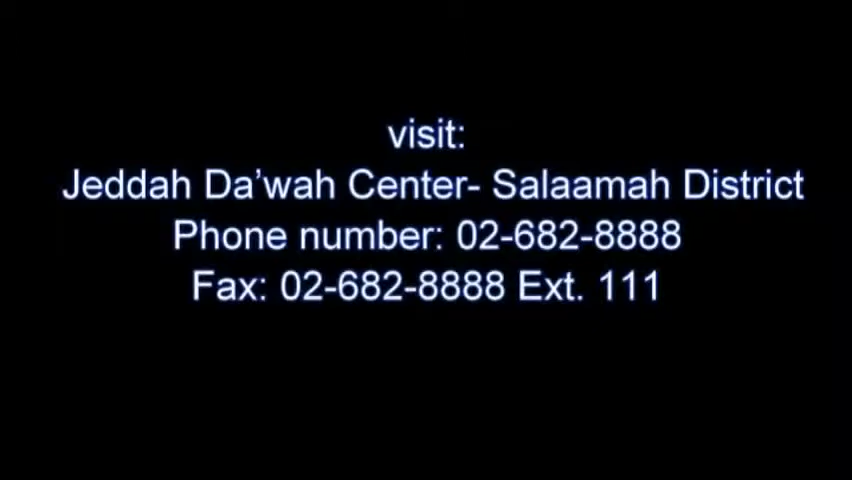 visit:
Jeddah Da’wah Center- Salaamah District
Phone number: 02-682-8888
Fax: 02-682-8888 Ext. 111